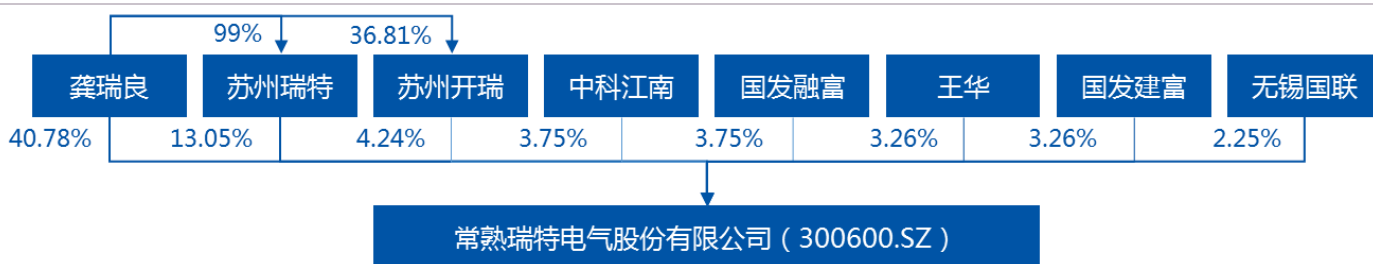 99% 36.81%
龚瑞良 苏州瑞特 苏州开瑞 中科江南 国发融富 王华 国发建富 无锡国联
40.78% 13.05% 4.24% 3.75% 3.75% 3.26% 3.26% 2.25%
常熟瑞特电气股份有限公司（300600.SZ）